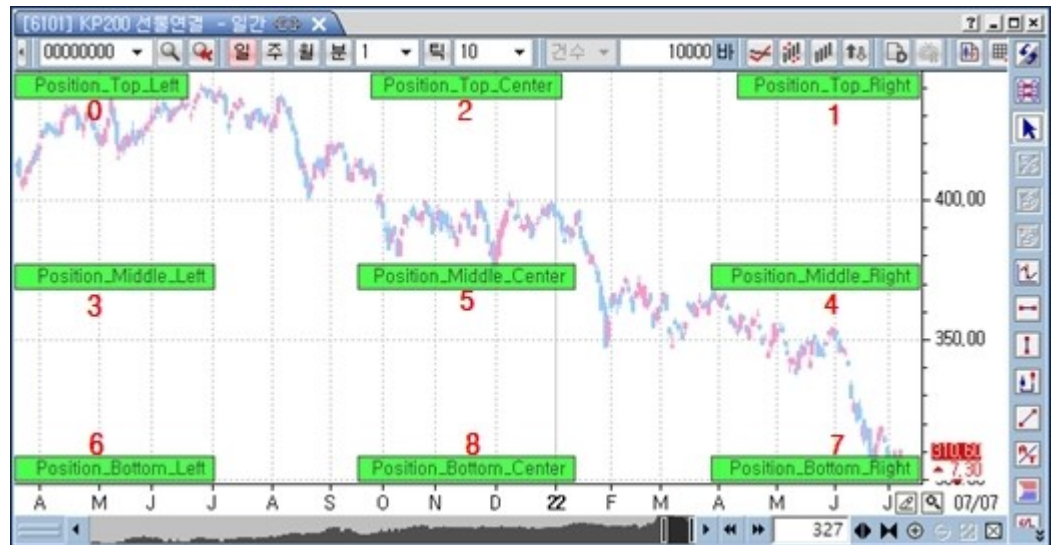 [6101] KP200 선물연결 - 일간
00000000 일 주 월 분 1 틱 10 건수 10000 바
Position_Top_Left Position_Top_Center Position_Top_Right
0 2 1
400,00
Position_Middle_Left Position_Middle_Center Position_Middle_Right
3 5 4
350,00
6 8 7
310,60
Position_Bottom_Left Position_Bottom_Center Position_Bottom_Right
7,30
A M J J A S O N D 22 F M A M J J 07/07
327